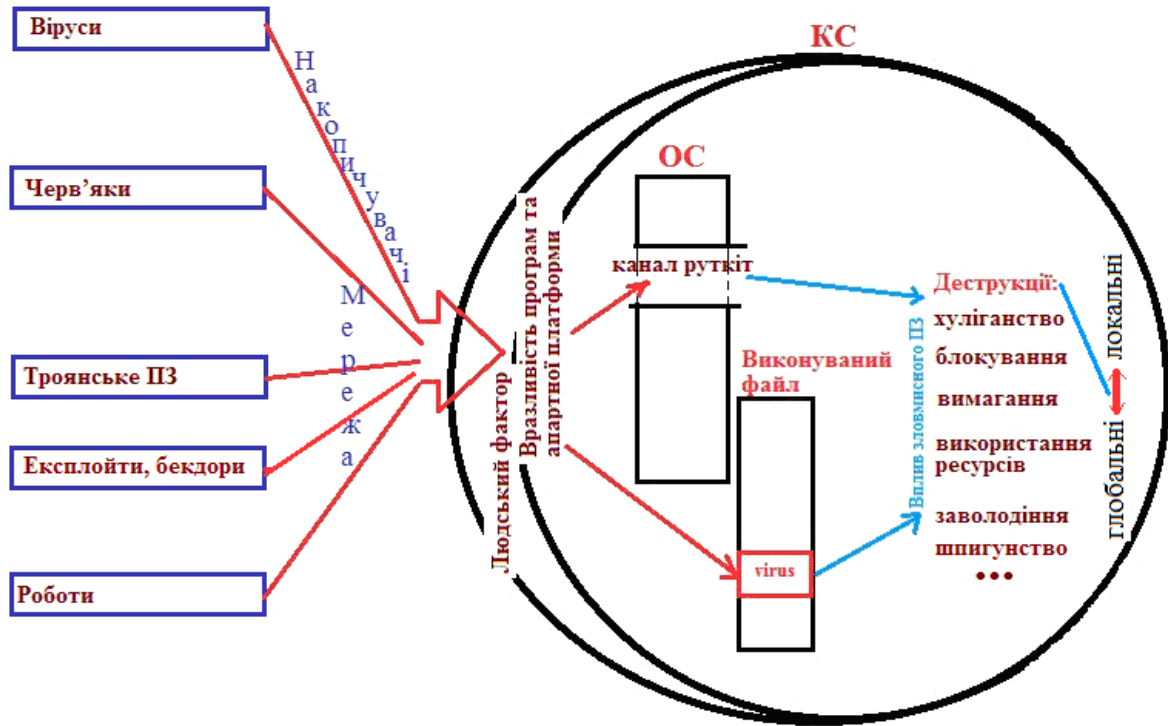 Віруси
Черв’яки
Троянське ПЗ
Експлойти, бекдори
Роботи
Накопичувачі
Мережа
КС
Людський фактор
Вразливість програм та
апартної платформи
ОС
канал руткіт
Виконуваний
файл
virus
Вплив зловмисного ПЗ
Деструкції:
хуліганство
блокування
вимагання
використання
ресурсів
заволодіння
шпигунство
•••
локальні
глобальні